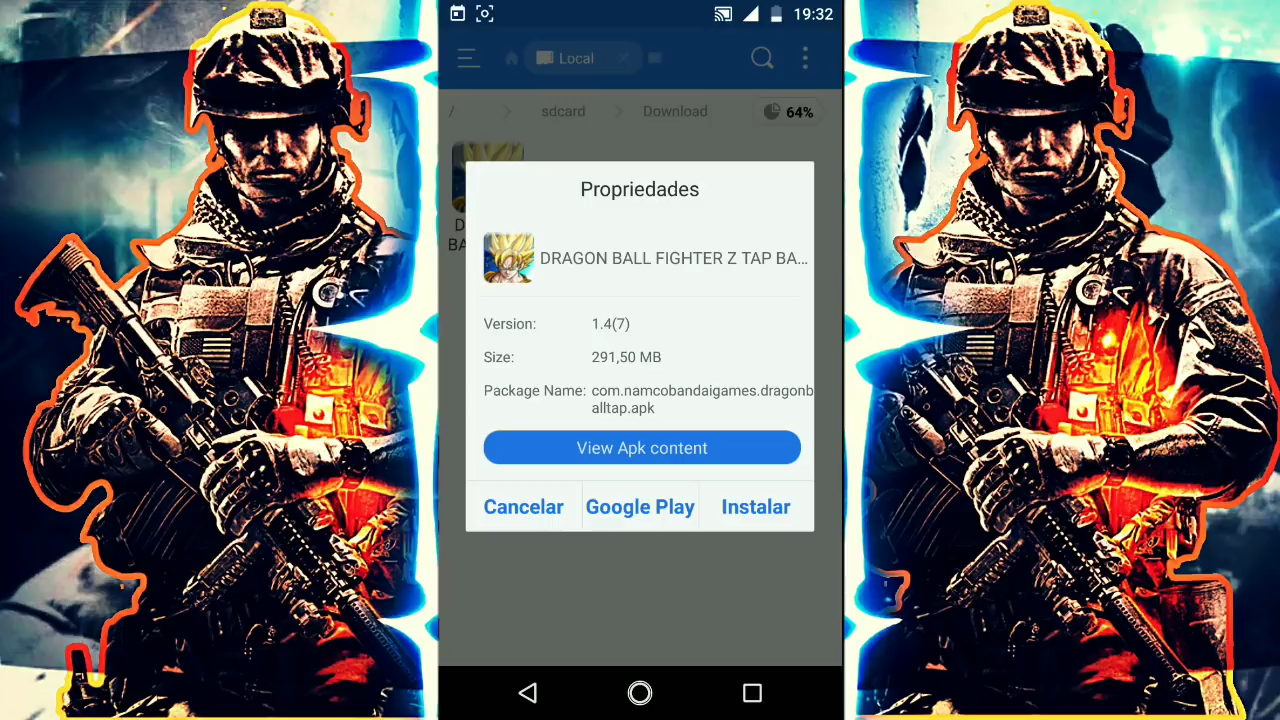 19:32
Local
/ sdcard Download 64%
D
BA
Propriedades
DRAGON BALL FIGHTER Z TAP BA...
Version: 1.4(7)
Size: 291,50 MB
Package Name: com.namcobandaigames.dragonb
alltap.apk
View Apk content
Cancelar Google Play Instalar